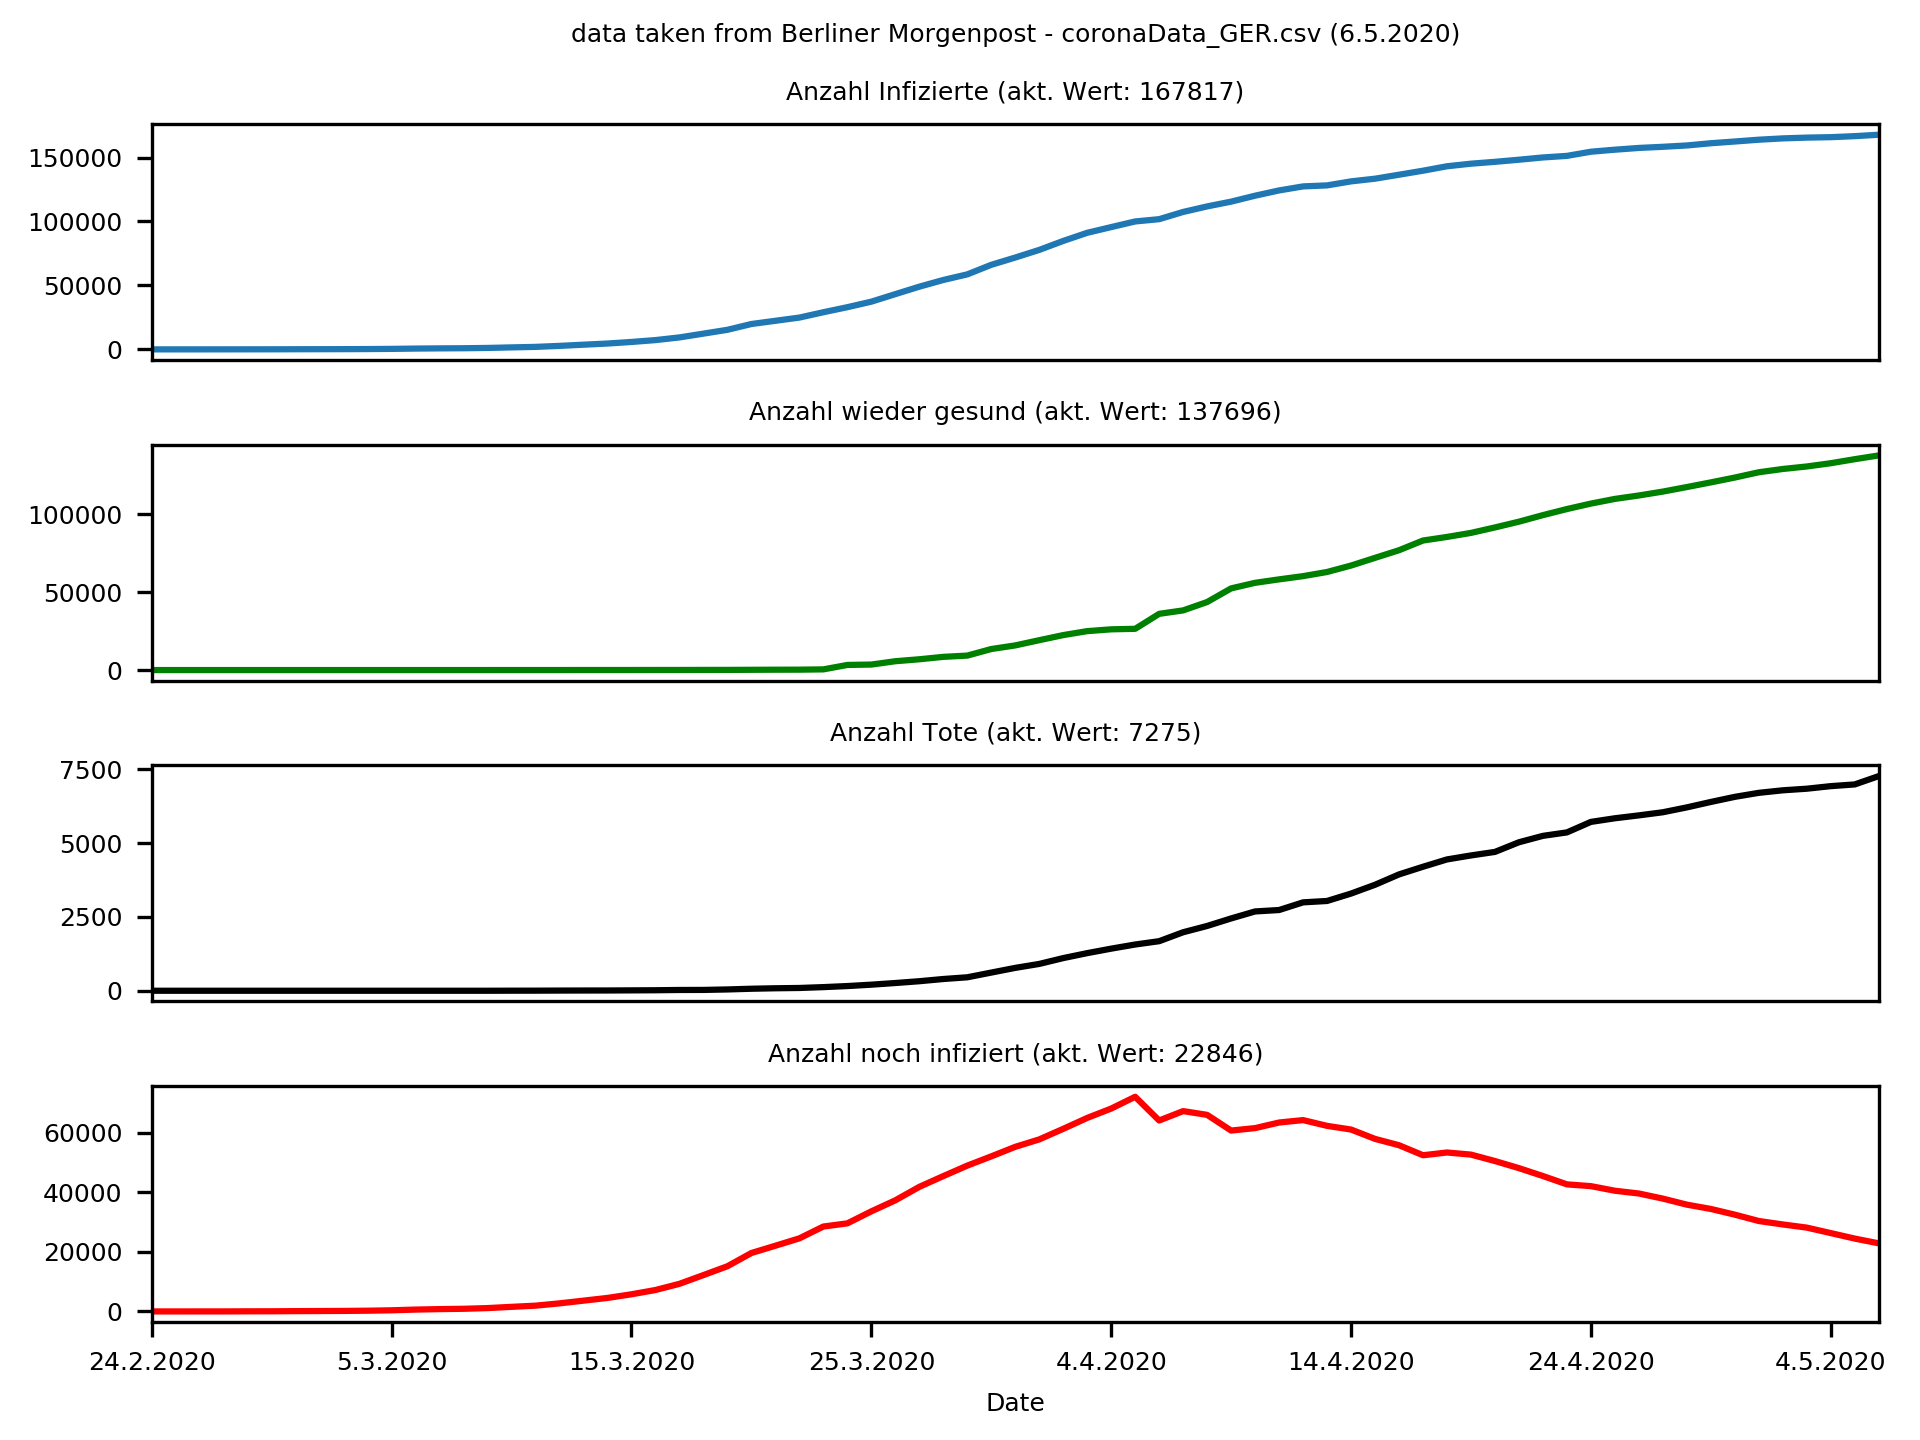 data taken from Berliner Morgenpost - coronaData_GER.csv (6.5.2020)
Anzahl Infizierte (akt. Wert: 167817)
150000
100000
50000
0
Anzahl wieder gesund (akt. Wert: 137696)
100000
50000
0
Anzahl Tote (akt. Wert: 7275)
7500
5000
2500
0
Anzahl noch infiziert (akt. Wert: 22846)
60000
40000
20000
0
24.2.2020 5.3.2020 15.3.2020 25.3.2020 4.4.2020 14.4.2020 24.4.2020 4.5.2020
Date